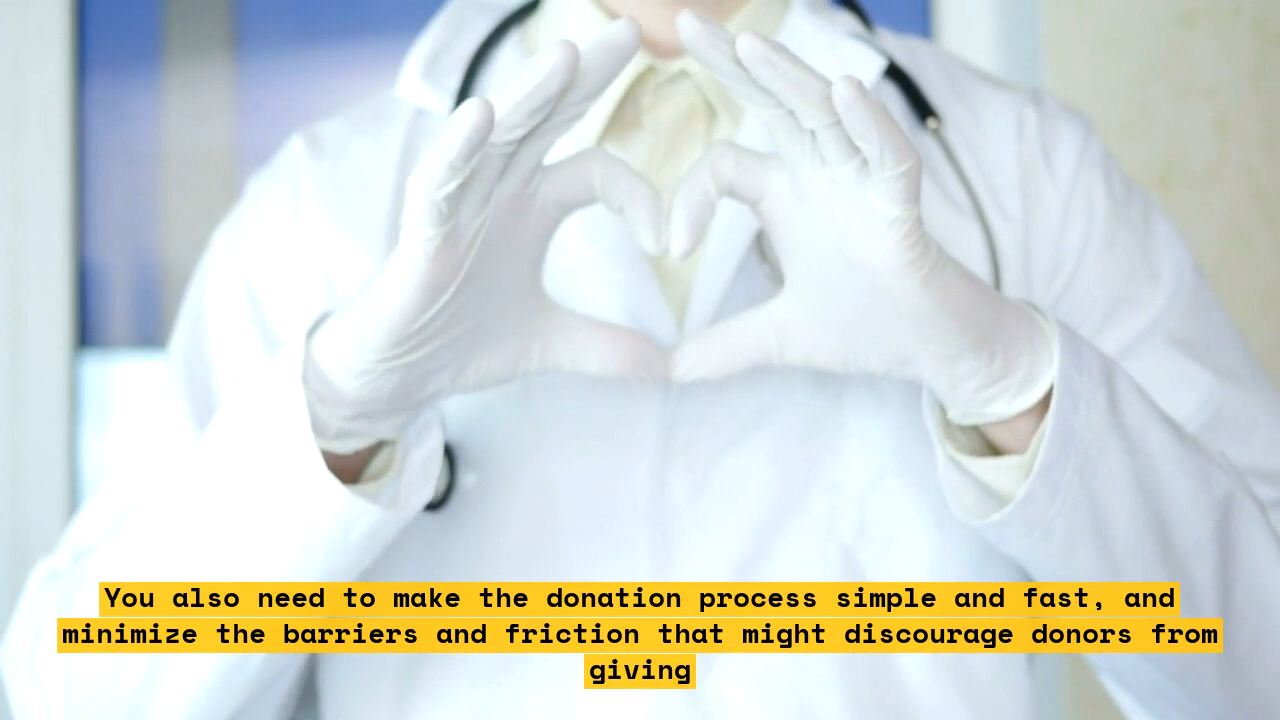 You also need to make the donation process simple and fast, and
minimize the barriers and friction that might discourage donors from
giving